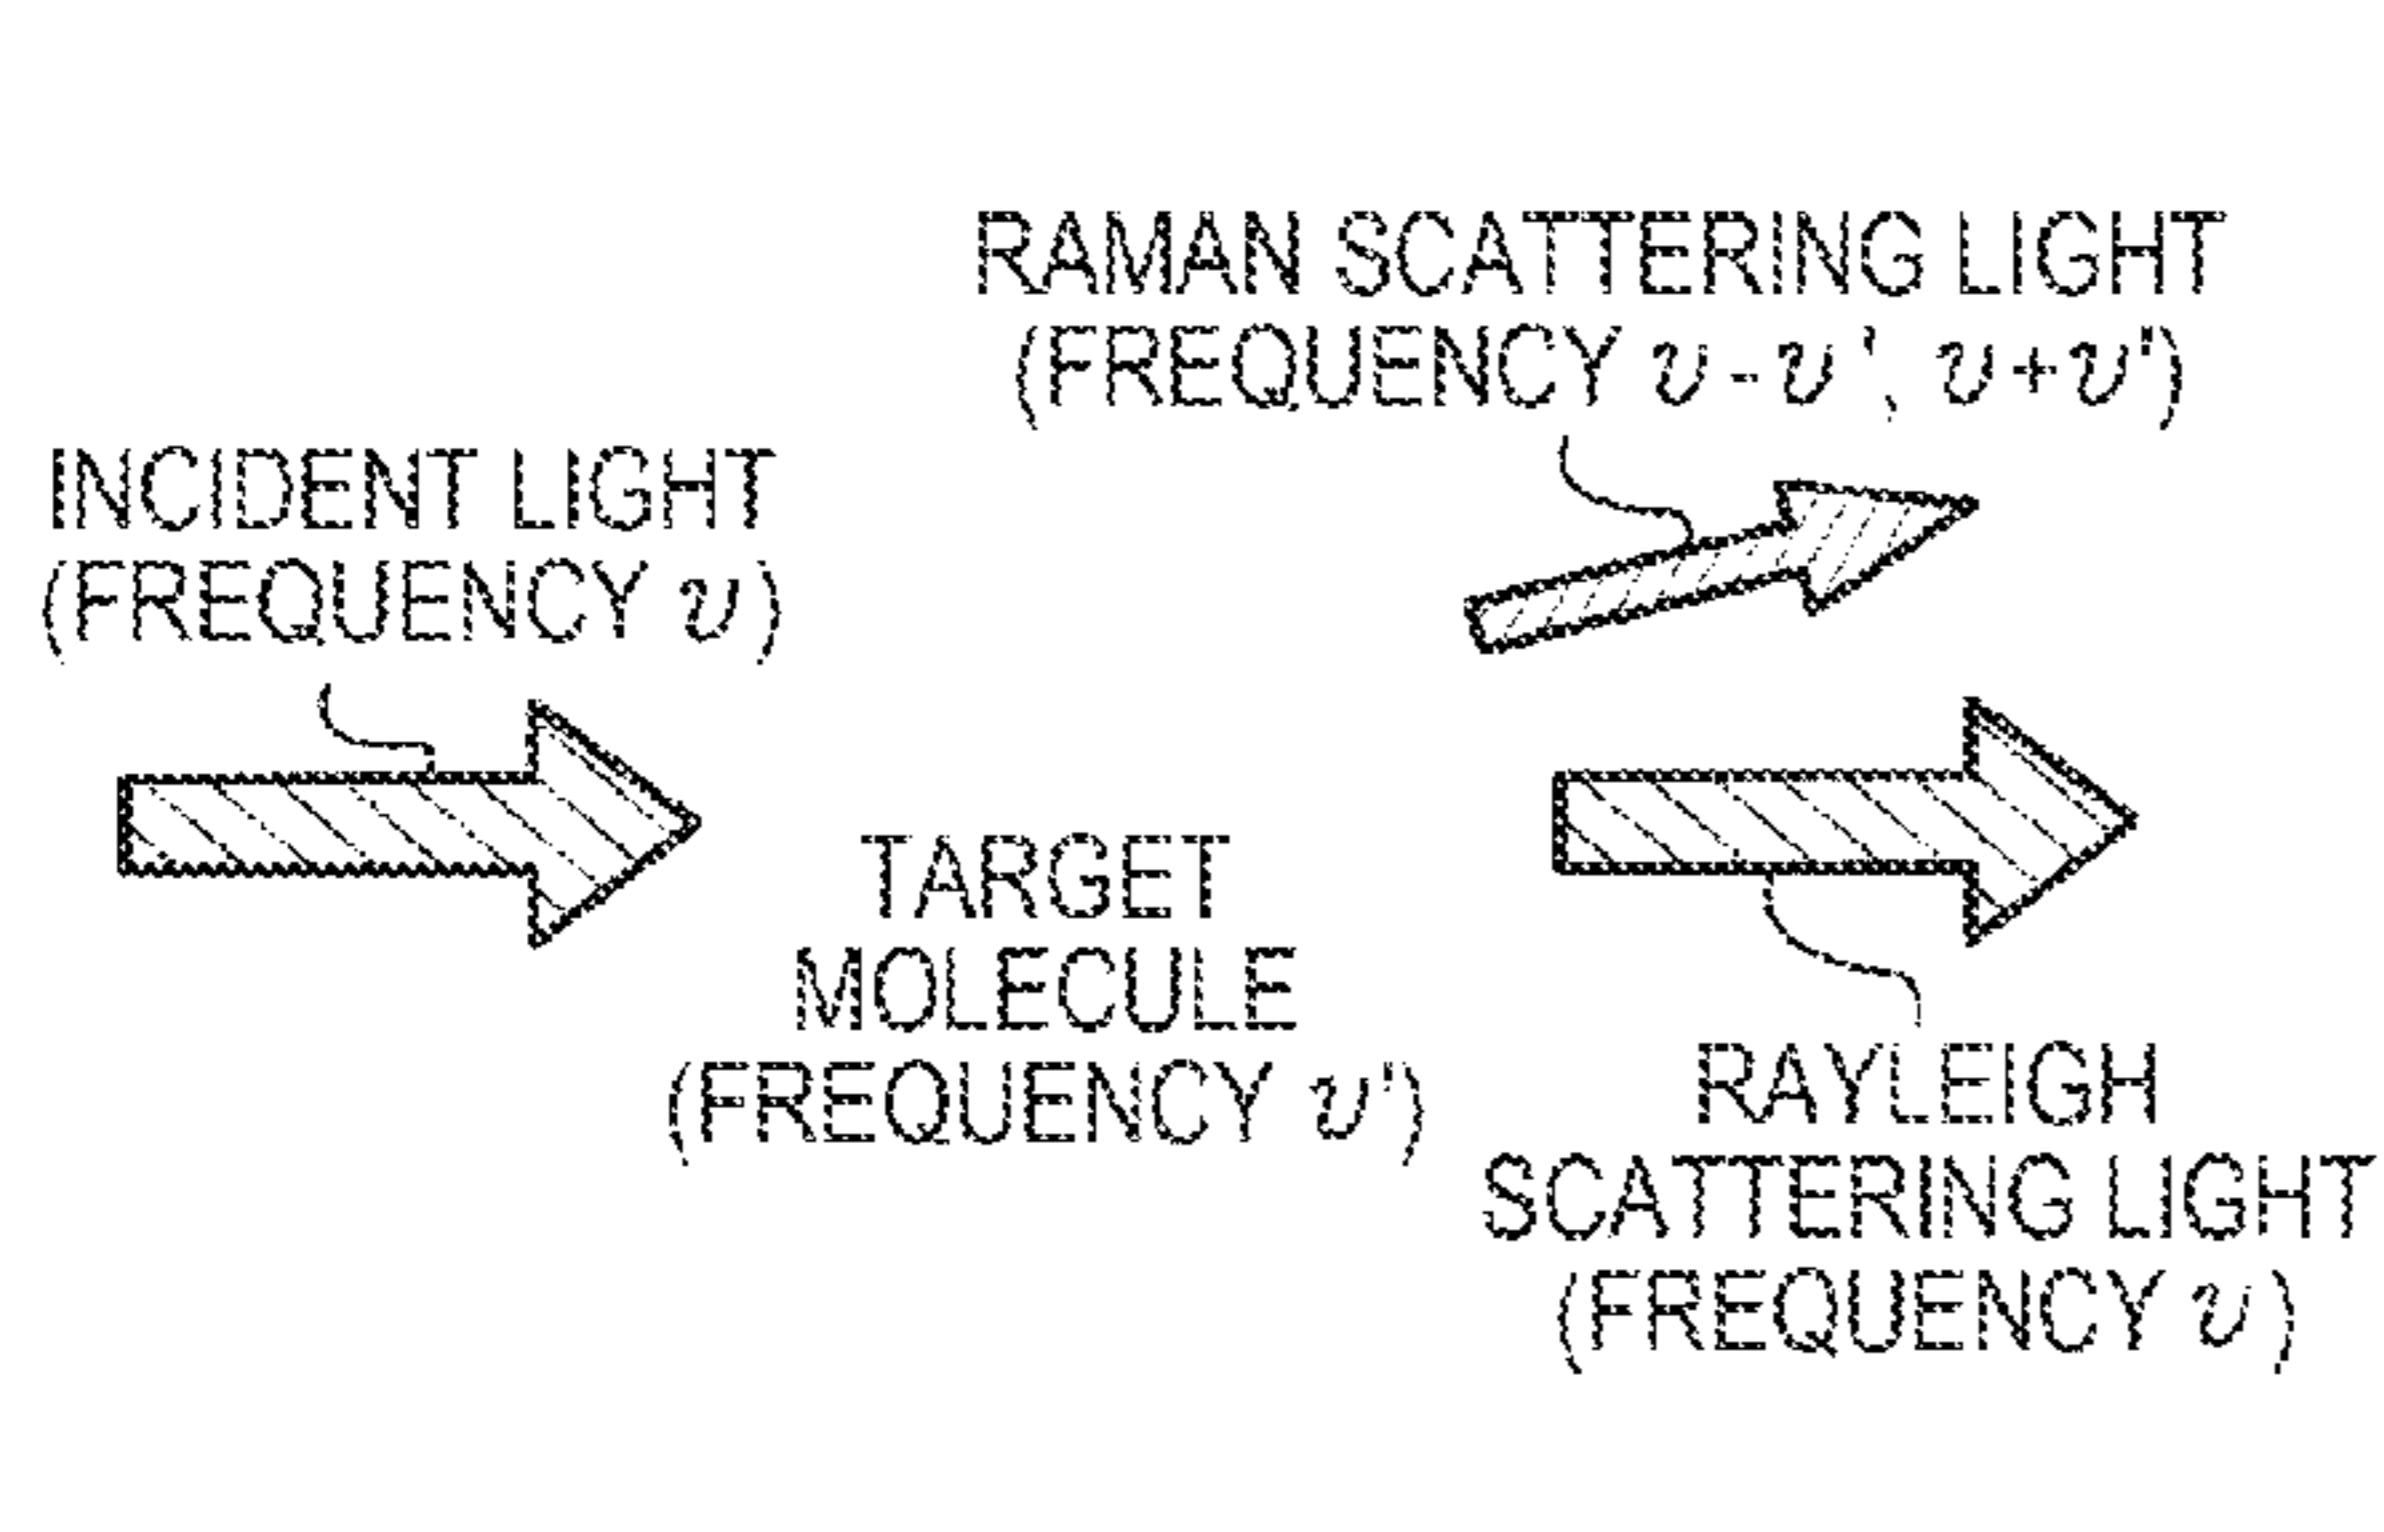 RAMAN SCATTERING LIGHT
(FREQUENCY ν-ν', ν+ν')
INCIDENT LIGHT
(FREQUENCY ν)
TARGET
MOLECULE
(FREQUENCY ν')
RAYLEIGH
SCATTERING LIGHT
(FREQUENCY ν)